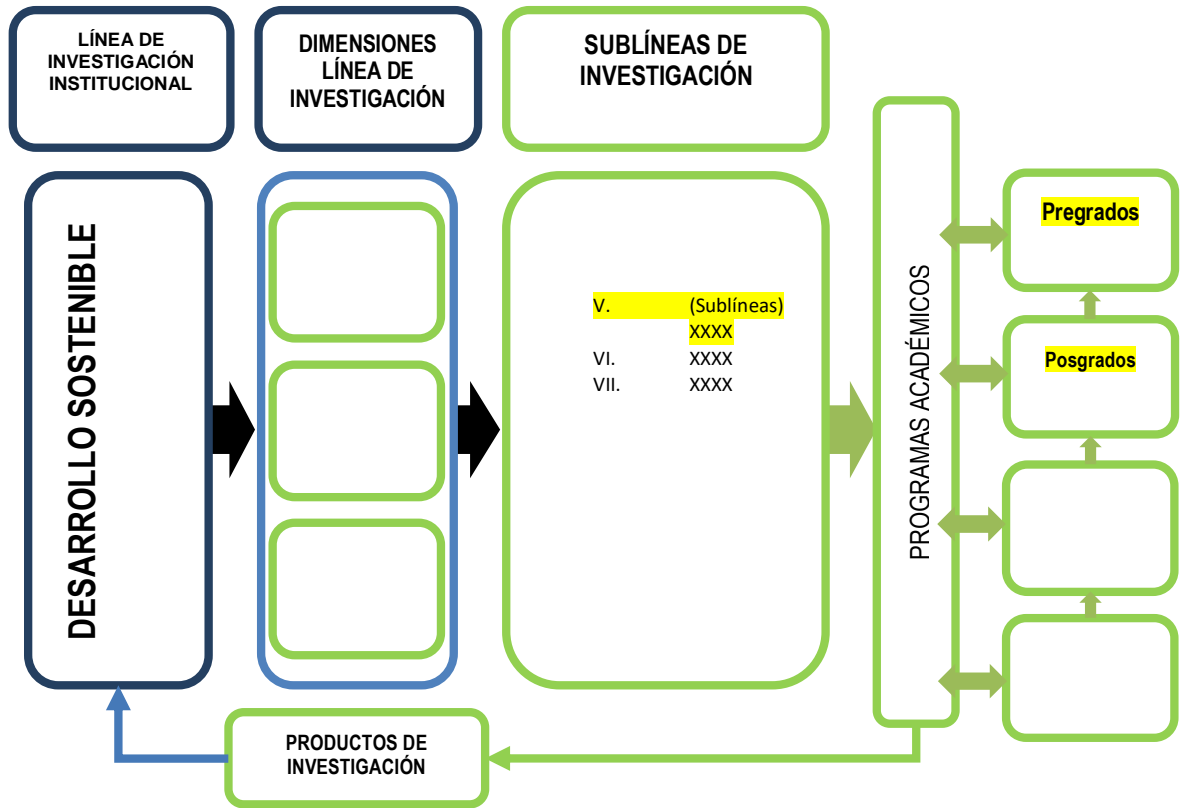 LÍNEA DE
INVESTIGACIÓN
INSTITUCIONAL
DIMENSIONES
LÍNEA DE
INVESTIGACIÓN
SUBLÍNEAS DE
INVESTIGACIÓN
DESARROLLO SOSTENIBLE
V. (Sublíneas)
XXXX
VI. XXXX
VII. XXXX
PROGRAMAS ACADÉMICOS
Pregrados
Posgrados
PRODUCTOS DE
INVESTIGACIÓN